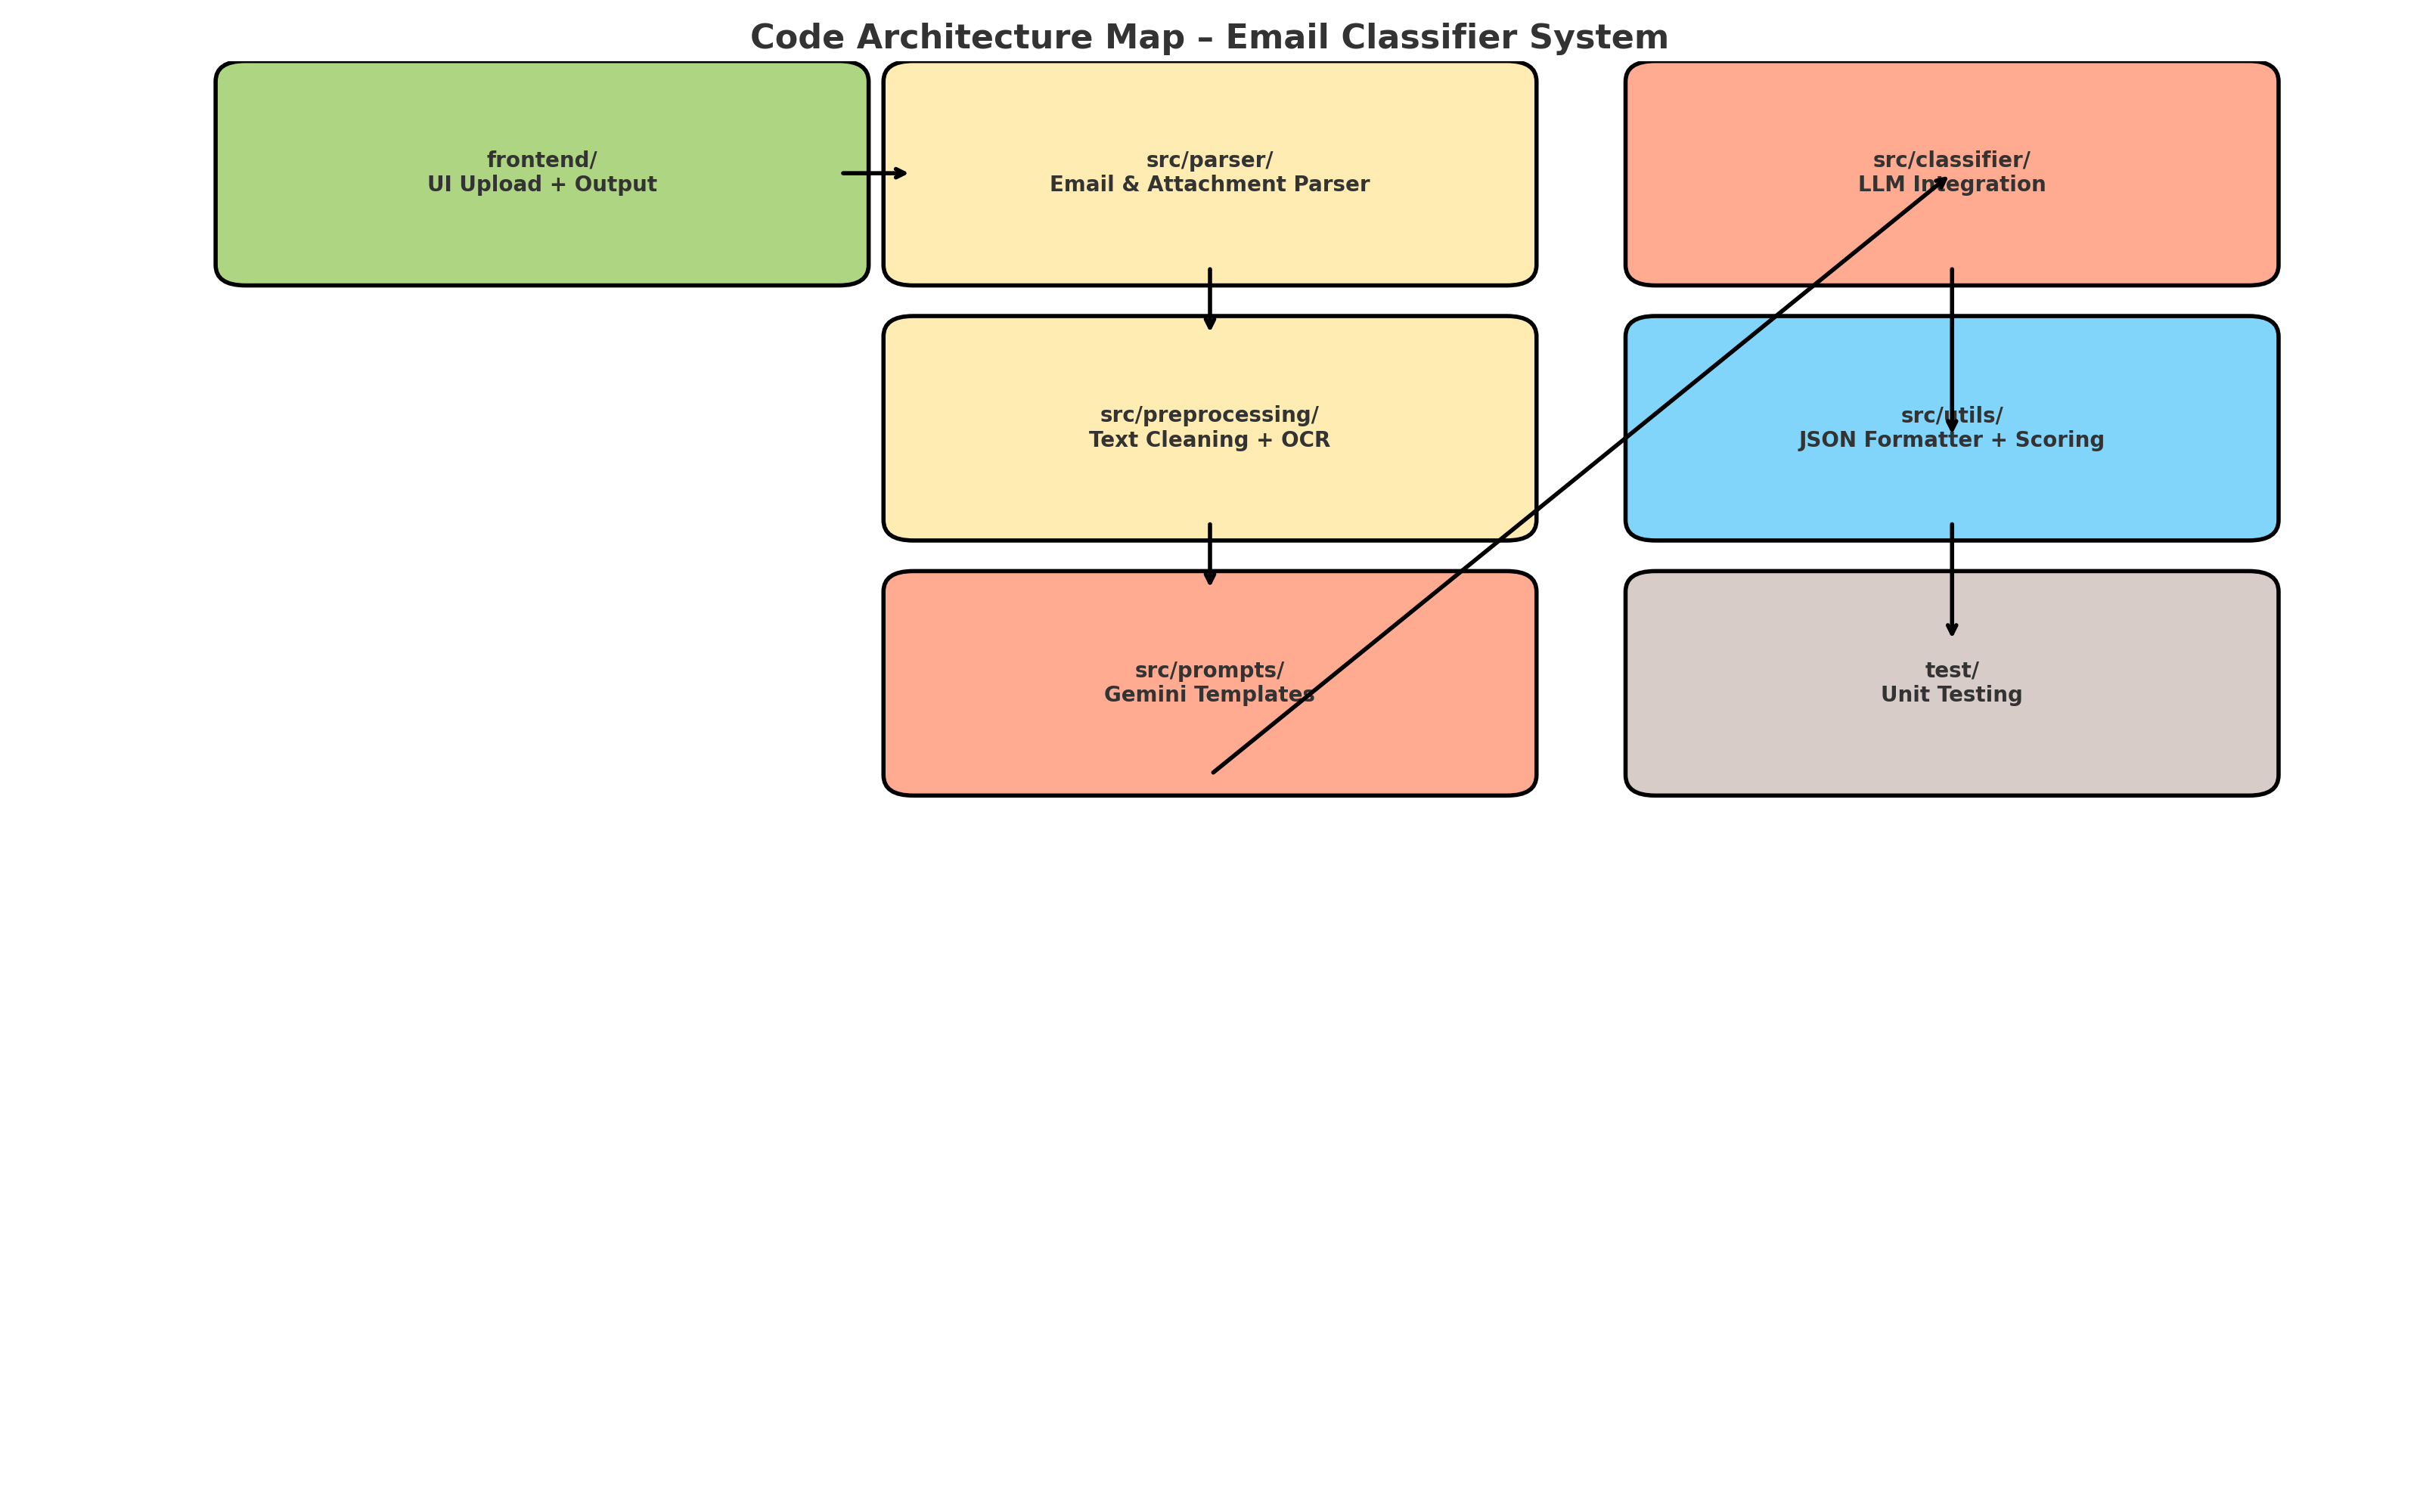 Code Architecture Map – Email Classifier System
frontend/
UI Upload + Output
src/parser/
Email & Attachment Parser
src/classifier/
LLM Integration
src/preprocessing/
Text Cleaning + OCR
src/utils/
JSON Formatter + Scoring
src/prompts/
Gemini Templates
test/
Unit Testing